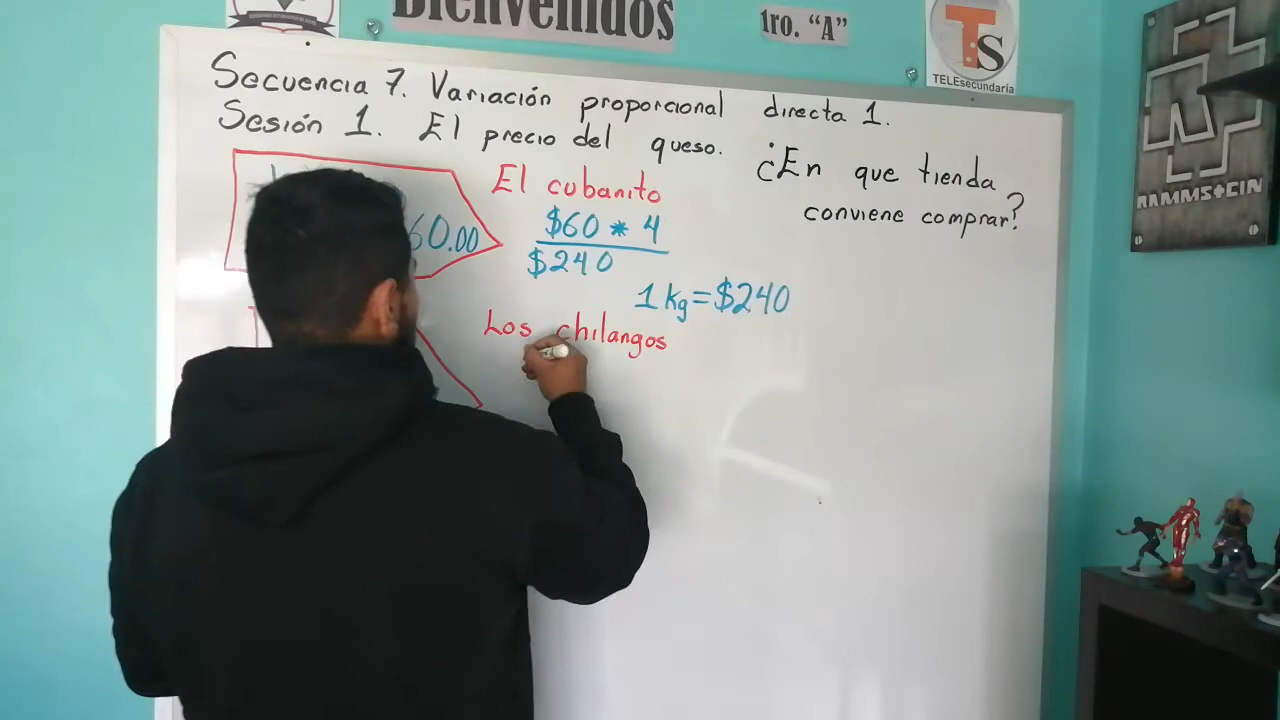 Bienvenidos
1ro. "A"
TS
TELEsecundaria
RAMMSTEIN
Secuencia 7. Variación proporcional directa 1.
Sesión 1. El precio del queso.
¿En que tienda
conviene comprar?
60.00
El cubanito
$60 * 4
$240
1 kg = $240
Los chilangos